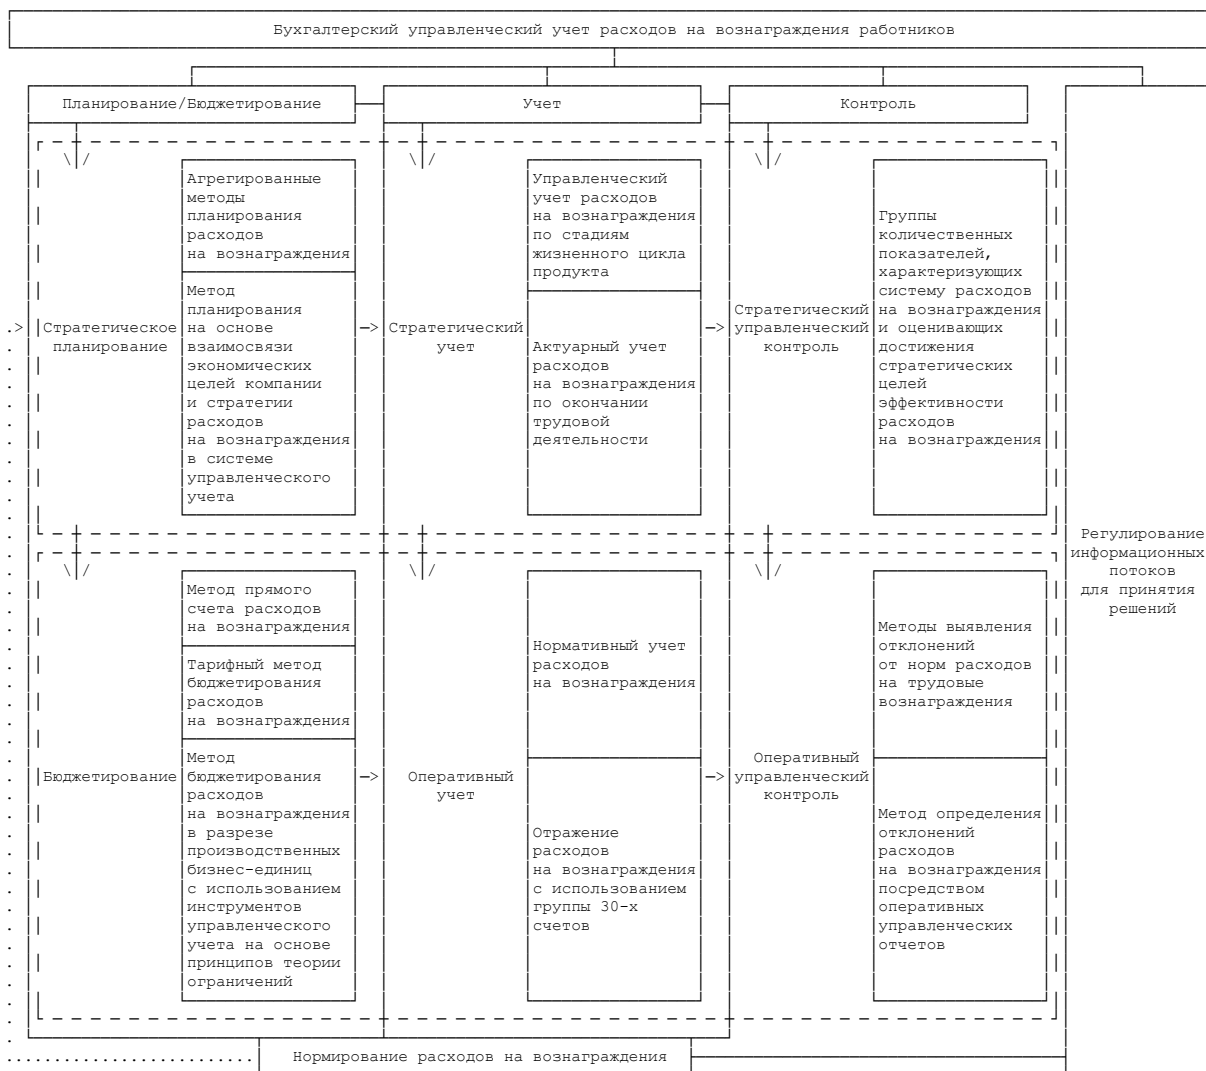 Бухгалтерский управленческий учет расходов на вознаграждения работников
Планирование/Бюджетирование
Учет
Контроль
Стратегическое
планирование
Агрегированные
методы
планирования
расходов
на вознаграждения
Метод
планирования
на основе
взаимосвязи
экономических
целей компании
и стратегии
расходов
на вознаграждения
в системе
управленческого
учета
Стратегический
учет
Управленческий
учет расходов
на вознаграждения
по стадиям
жизненного цикла
продукта
Актуарный учет
расходов
на вознаграждения
по окончании
трудовой
деятельности
Стратегический
управленческий
контроль
Группы
количественных
показателей,
характеризующих
систему расходов
на вознаграждения
и оценивающих
достижения
стратегических
целей
эффективности
расходов
на вознаграждения
Бюджетирование
Метод прямого
счета расходов
на вознаграждения
Тарифный метод
бюджетирования
расходов
на вознаграждения
Метод
бюджетирования
расходов
на вознаграждения
в разрезе
производственных
бизнес-единиц
с использованием
инструментов
управленческого
учета на основе
принципов теории
ограничений
Оперативный
учет
Нормативный учет
расходов
на вознаграждения
Отражение
расходов
на вознаграждения
с использованием
группы 30-х
счетов
Оперативный
управленческий
контроль
Методы выявления
отклонений
от норм расходов
на трудовые
вознаграждения
Метод определения
отклонений
расходов
на вознаграждения
посредством
оперативных
управленческих
отчетов
Регулирование
информационных
потоков
для принятия
решений
Нормирование расходов на вознаграждения